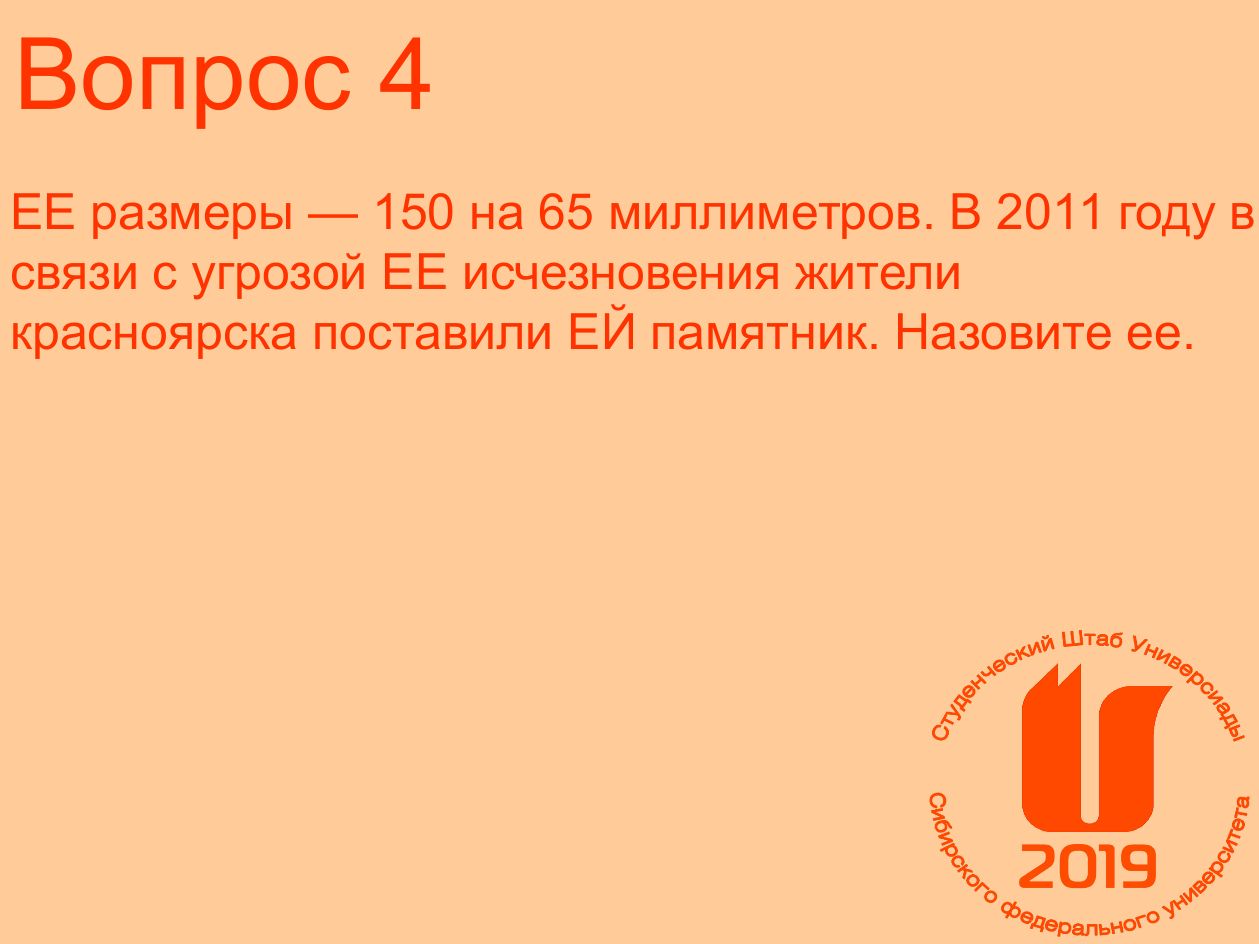 Вопрос 4
ЕЕ размеры — 150 на 65 миллиметров. В 2011 году в
связи с угрозой ЕЕ исчезновения жители
красноярска поставили ЕЙ памятник. Назовите ее.
Студенческий Штаб Универсиады
2019
Сибирского федерального университета